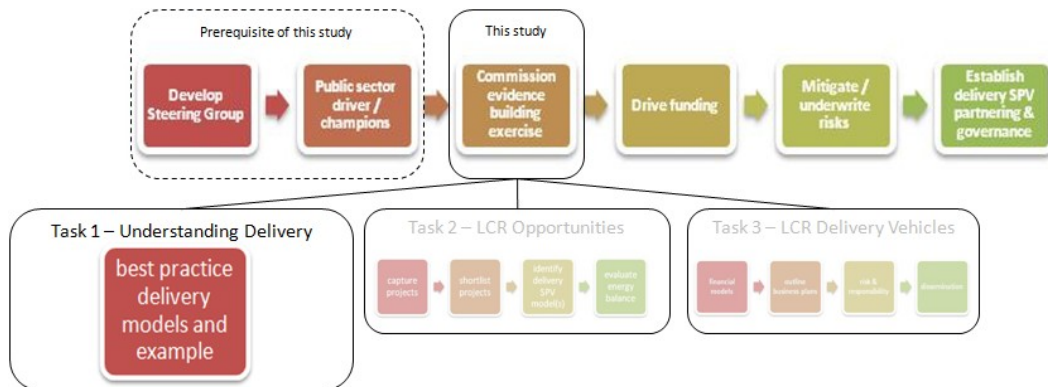 Prerequisite of this study
This study
Develop
Steering Group
Public sector
driver /
champions
Commission
evidence
building
exercise
Drive funding
Mitigate /
underwrite
risks
Establish
delivery SPV
partnering &
governance
Task 1 – Understanding Delivery
best practice
delivery
models and
example
Task 2 – LCR Opportunities
capture
projects
shortlist
projects
identify
delivery
SPV
model(s)
evaluate
energy
balance
Task 3 – LCR Delivery Vehicles
financial
models
outline
business plans
risk &
responsibility
dissemination